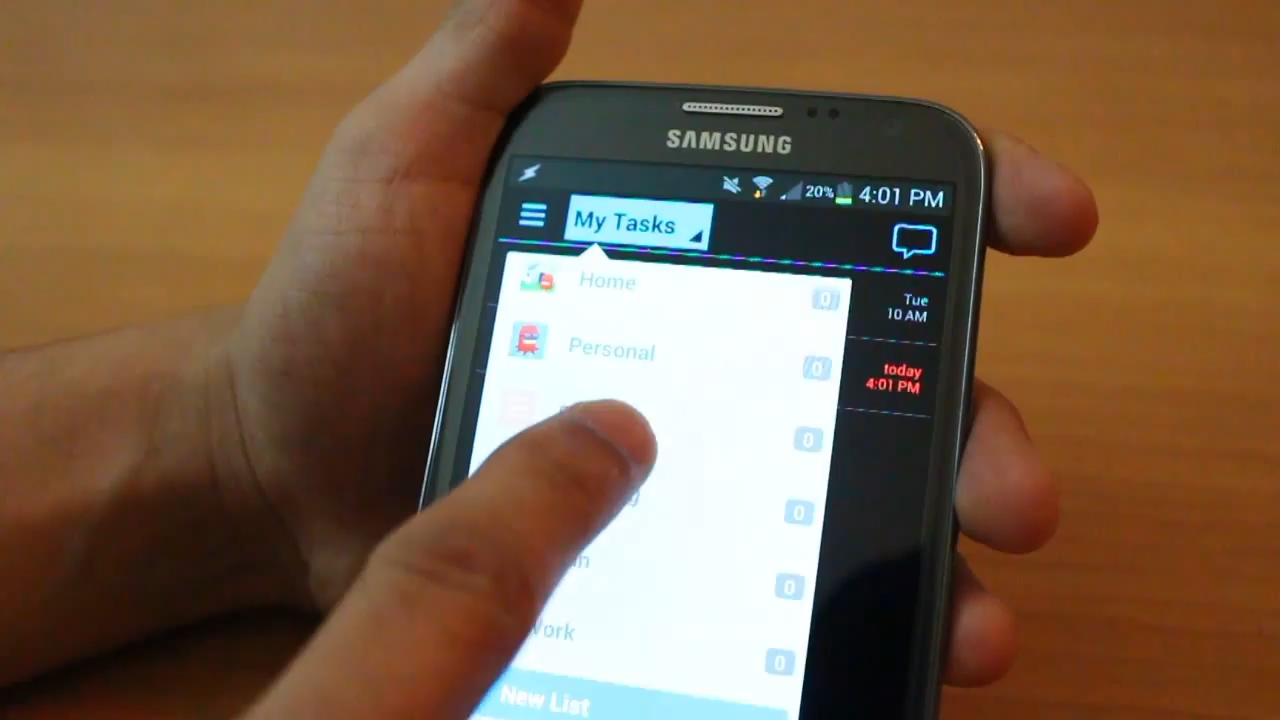 SAMSUNG
20% 4:01 PM
My Tasks
Home 0
Tue
10 AM
Personal 0
today
4:01 PM
0
0
0
Work 0
New List